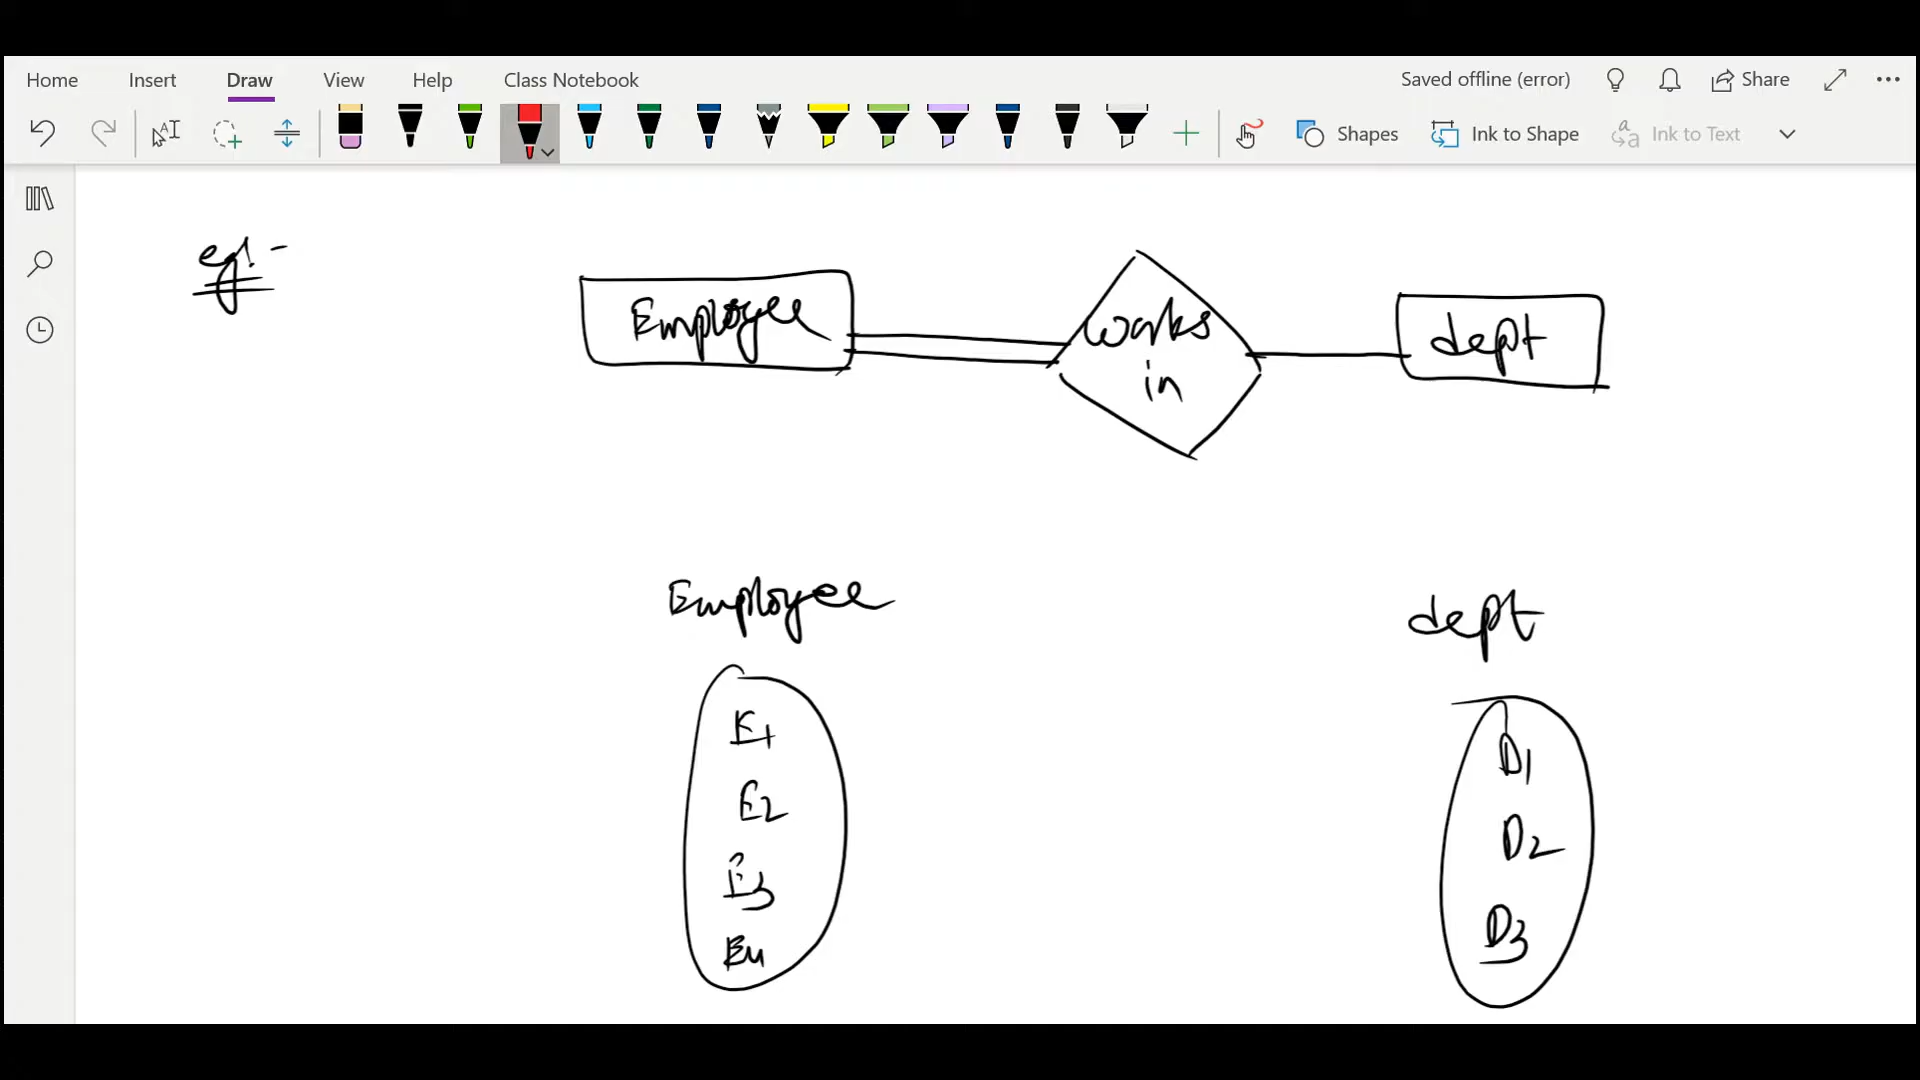 Home Insert Draw View Help Class Notebook Saved offline (error) Share
Shapes Ink to Shape Ink to Text
eg! -
Employee works in dept
Employee dept
E1
D1
E2
D2
E3
D3
E4